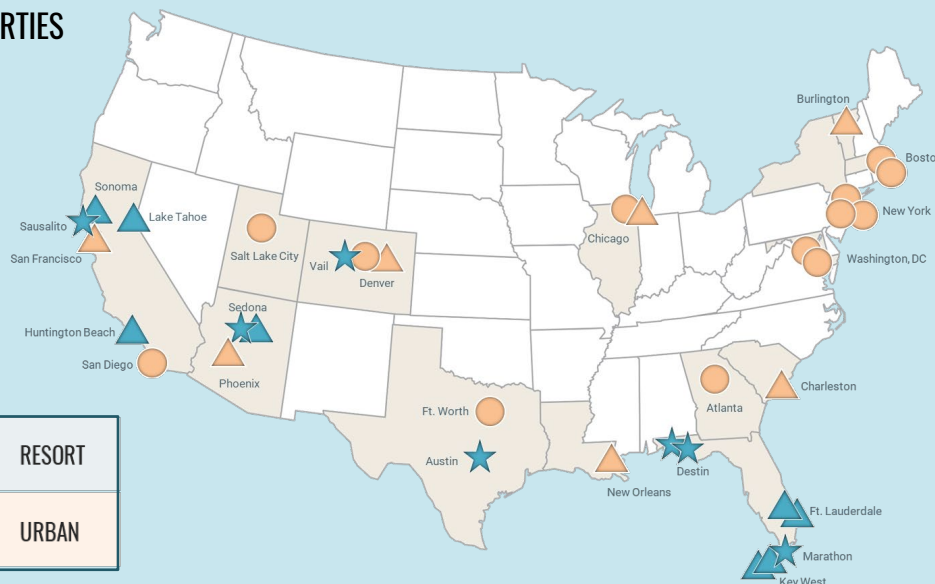 RTIES
Burlington
Bosto
Sonoma
Lake Tahoe
Sausalito
New York
San Francisco
Salt Lake City
Chicago
Vail
Washington, DC
Denver
Sedona
Huntington Beach
San Diego
Phoenix
Charleston
Atlanta
Ft. Worth
RESORT
Austin
Destin
New Orleans
Ft. Lauderdale
URBAN
Marathon
Key West